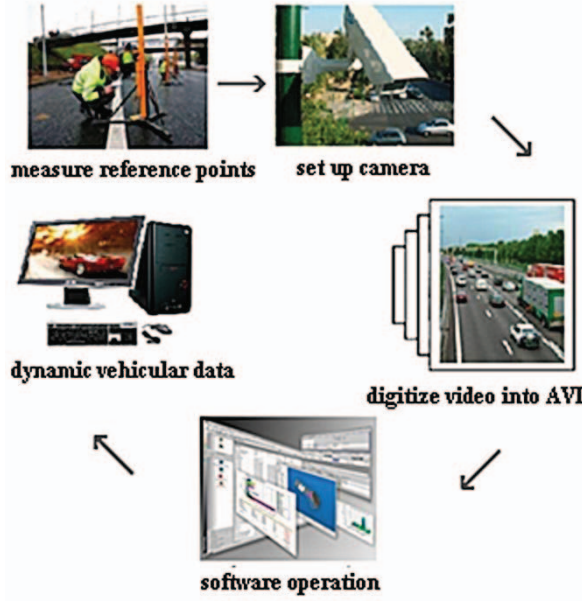 measure reference points
set up camera
digitize video into AVI
software operation
dynamic vehicular data